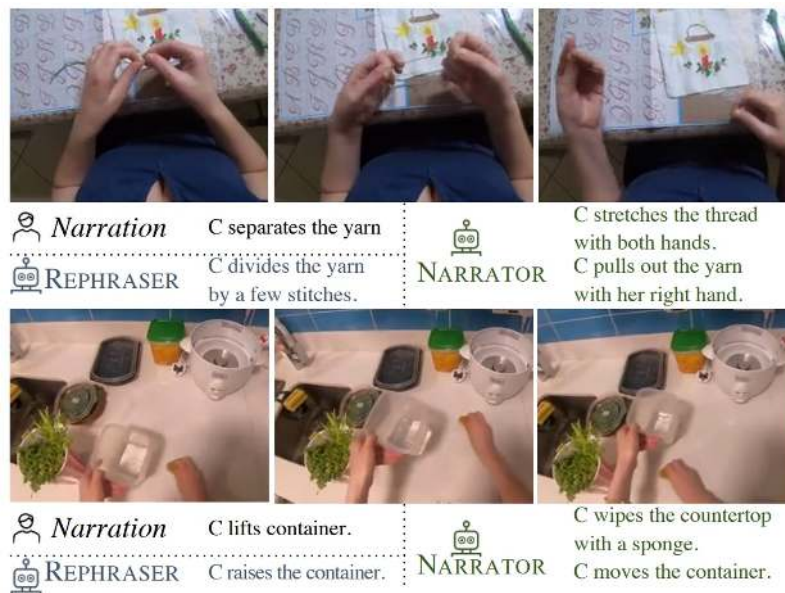 Narration C separates the yarn
REPHRASER C divides the yarn
by a few stitches.
NARRATOR
C stretches the thread
with both hands.
C pulls out the yarn
with her right hand.
Narration C lifts container.
REPHRASER C raises the container.
NARRATOR
C wipes the countertop
with a sponge.
C moves the container.